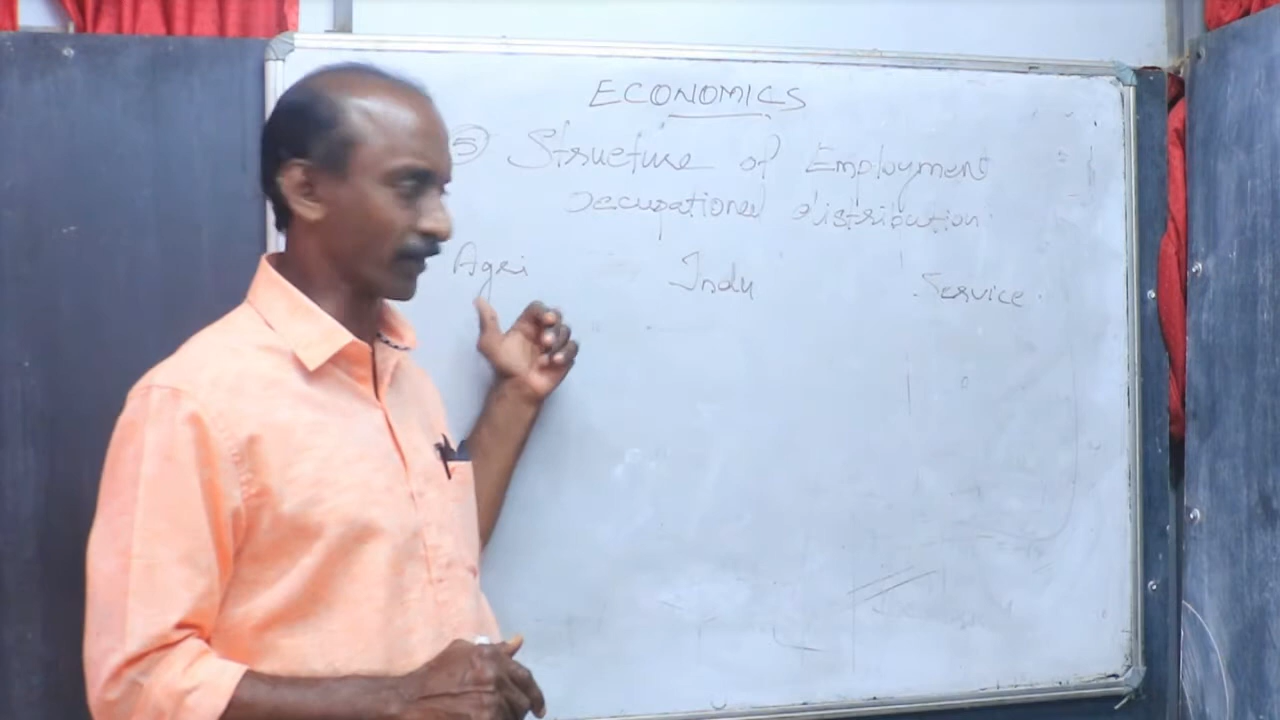 ECONOMICS
5 Structure of Employment
Occupational distribution
Agri Indu Service